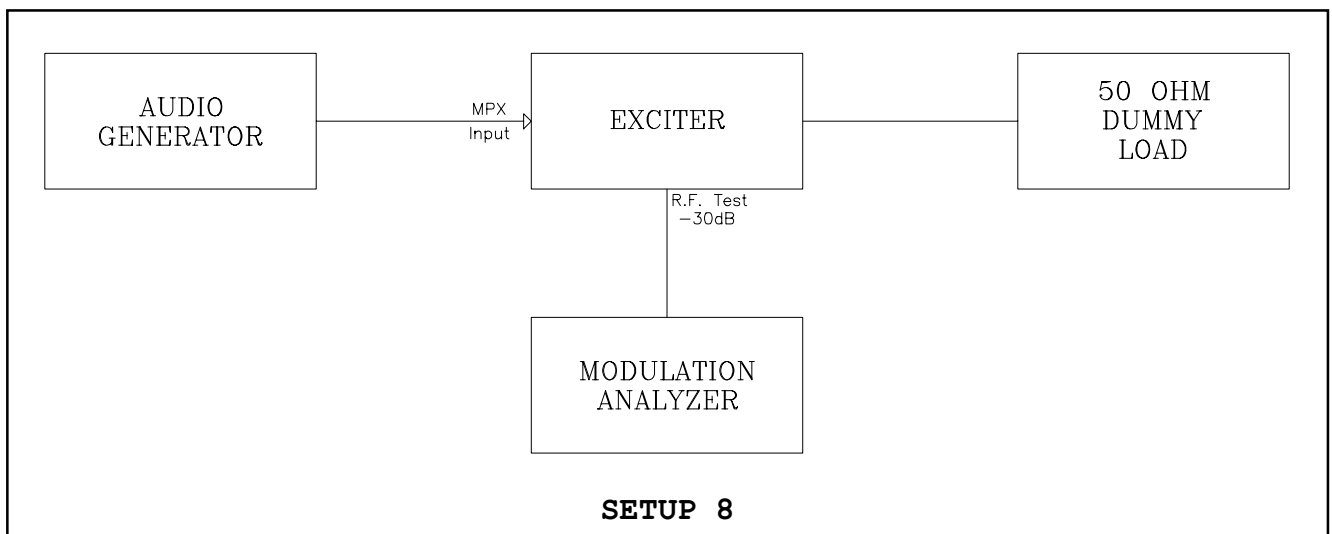 AUDIO
GENERATOR
MPX
Input
EXCITER
50 OHM
DUMMY
LOAD
R.F. Test
-30dB
MODULATION
ANALYZER
SETUP 8